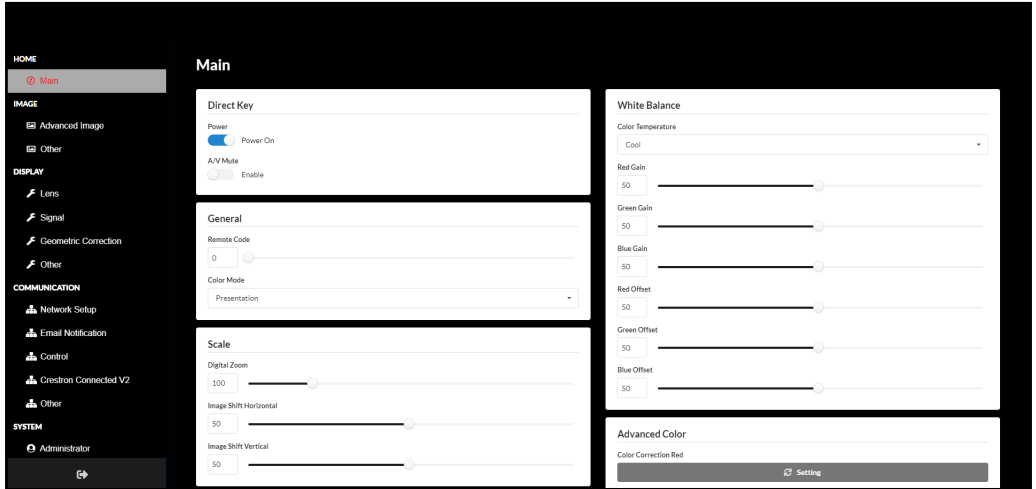 HOME
Main
IMAGE
Advanced Image
Other
DISPLAY
Lens
Signal
Geometric Correction
Other
COMMUNICATION
Network Setup
Email Notification
Control
Crestron Connected V2
Other
SYSTEM
Administrator
Main
Direct Key
Power
Power On
A/V Mute
Enable
General
Remote Code
0
Color Mode
Presentation
Scale
Digital Zoom
100
Image Shift Horizontal
50
Image Shift Vertical
50
White Balance
Color Temperature
Cool
Red Gain
50
Green Gain
50
Blue Gain
50
Red Offset
50
Green Offset
50
Blue Offset
50
Advanced Color
Color Correction Red
Setting